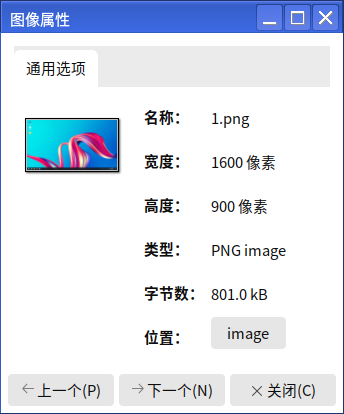 图像属性
通用选项
名称： 1.png
宽度： 1600 像素
高度： 900 像素
类型： PNG image
字节数： 801.0 kB
位置： image
上一个(P) 下一个(N) 关闭(C)